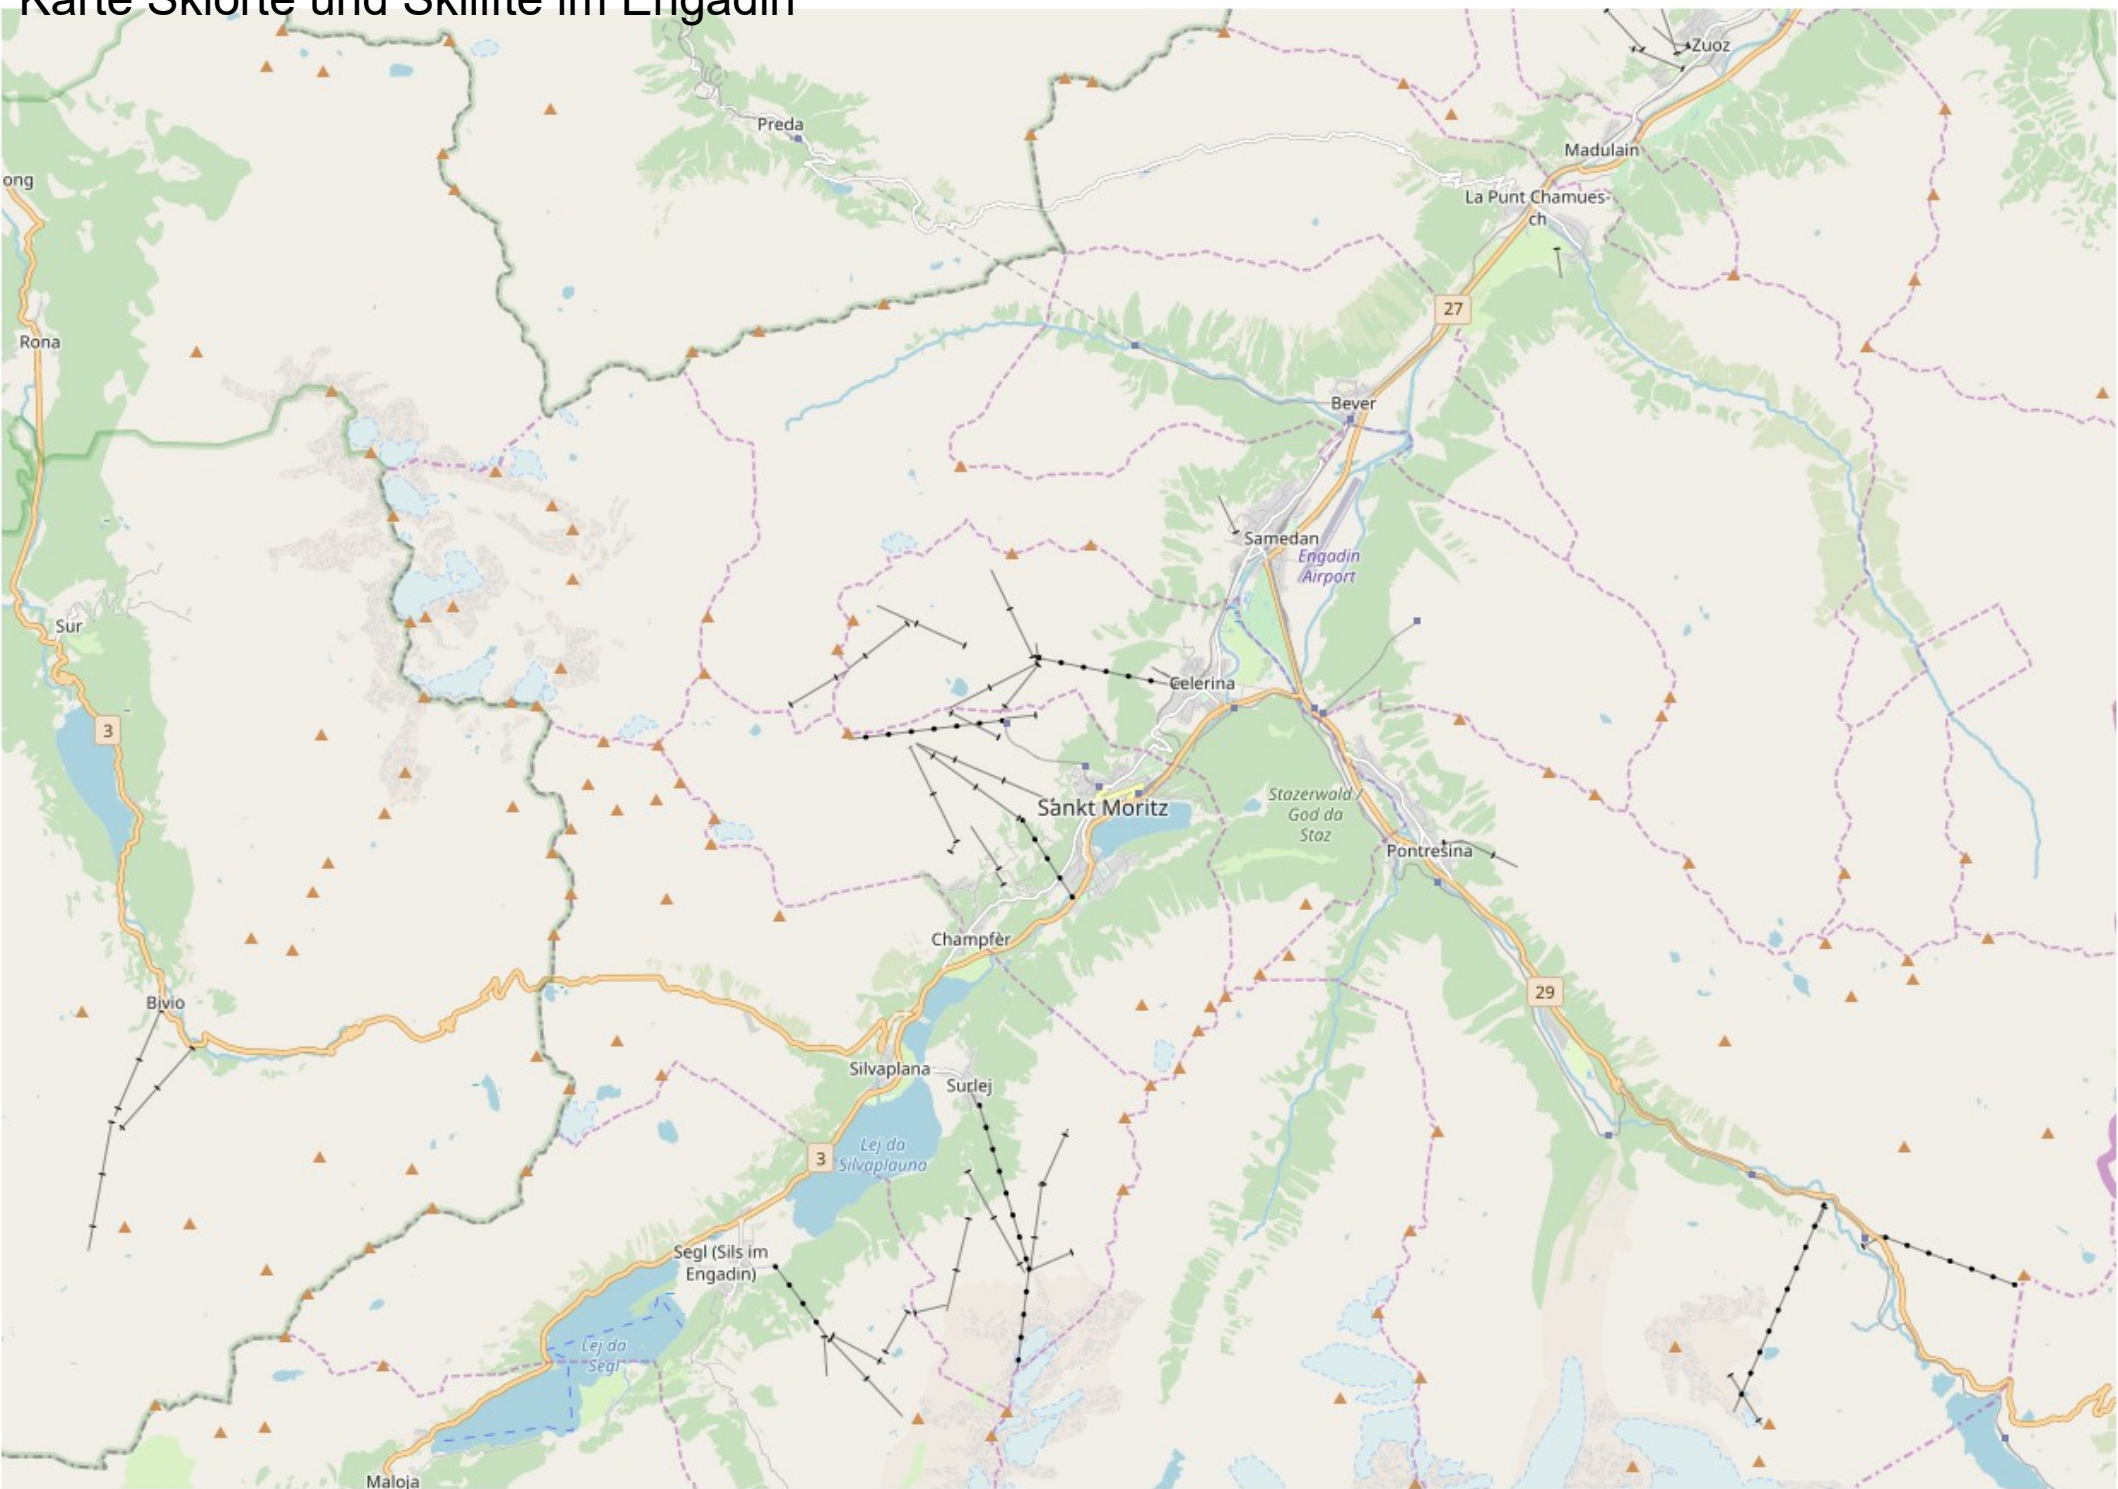 Karte Skiorte und Skilifte im Engadin
Zuoz
Preda
Madulain
ong
La Punt Chamues-
ch
27
Rona
Bever
Samedan
Engadin
Airport
Sur
Celerina
3
Sankt Moritz
Stazerwald /
God da
Staz
Pontresina
Champfèr
29
Bivio
Silvaplana
Surlej
Lej da
Silvaplauna
3
Segl (Sils im
Engadin)
Lej da
Segl
Maloja